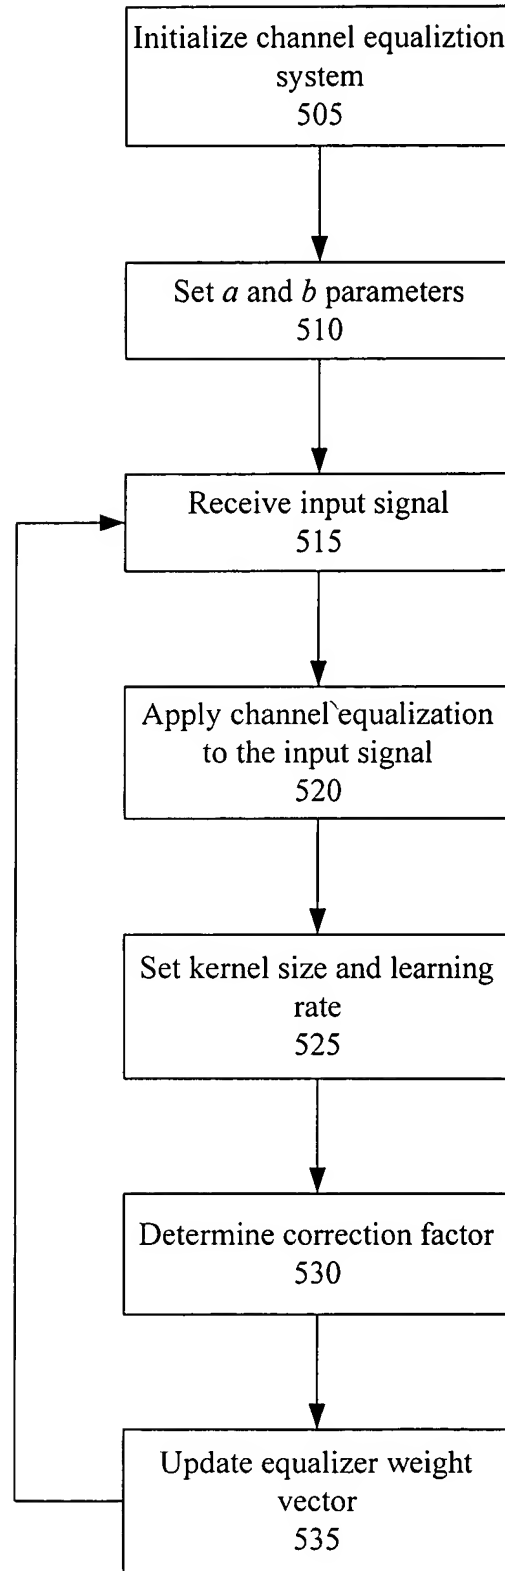 Initialize channel equaliztion
system
505
Set a and b parameters
510
Receive input signal
515
Apply channel equalization
to the input signal
520
Set kernel size and learning
rate
525
Determine correction factor
530
Update equalizer weight
vector
535